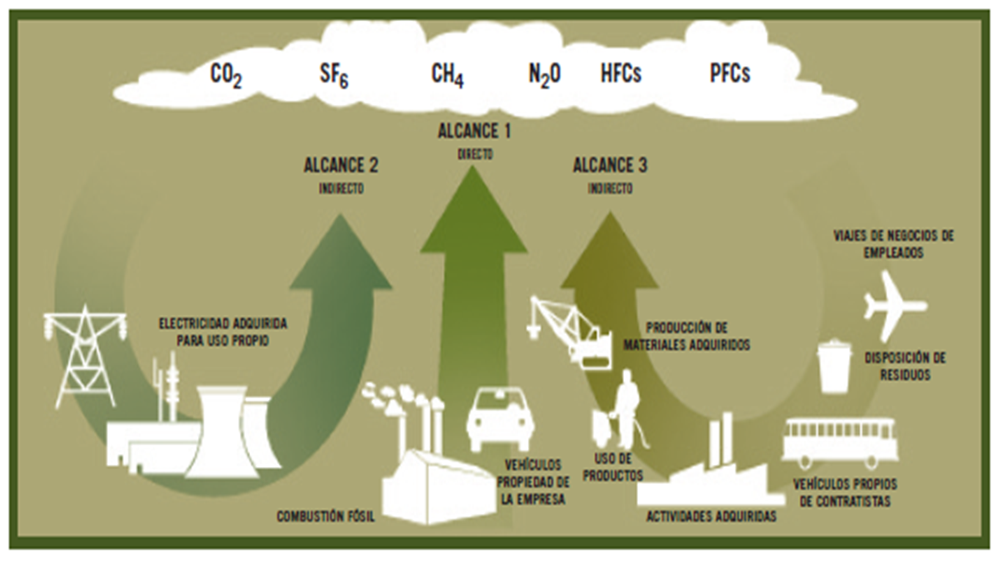 CO2 SF6 CH4 N2O HFCs PFCs
ALCANCE 1
DIRECTO
ALCANCE 2
INDIRECTO
ALCANCE 3
INDIRECTO
ELECTRICIDAD ADQUIRIDA
PARA USO PROPIO
COMBUSTIÓN FÓSIL
VEHÍCULOS
PROPIEDAD DE
LA EMPRESA
PRODUCCIÓN DE
MATERIALES ADQUIRIDOS
USO DE
PRODUCTOS
ACTIVIDADES ADQUIRIDAS
VIAJES DE NEGOCIOS DE
EMPLEADOS
DISPOSICIÓN DE
RESIDUOS
VEHÍCULOS PROPIOS
DE CONTRATISTAS